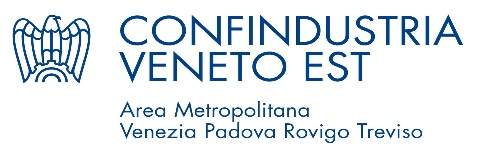 CONFINDUSTRIA
VENETO EST
Area Metropolitana
Venezia Padova Rovigo Treviso